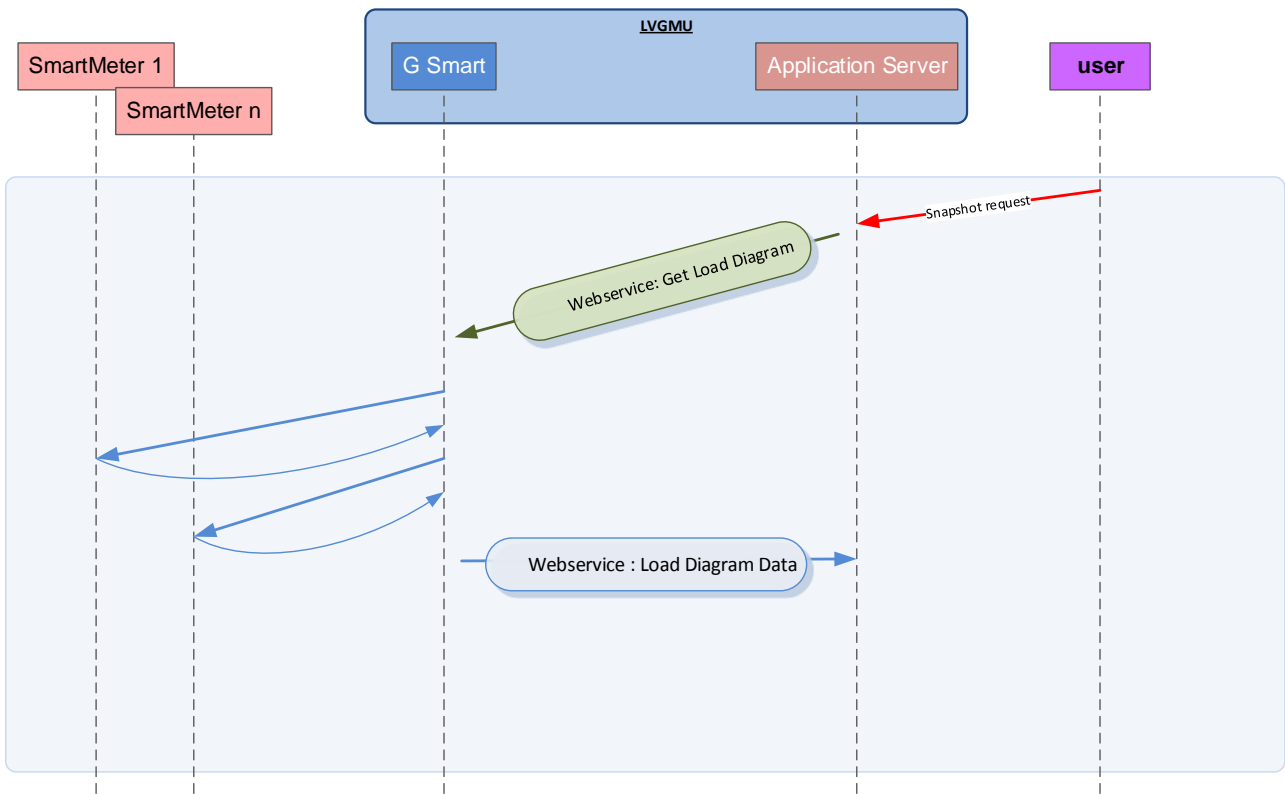 LVGMU
SmartMeter 1
G Smart
Application Server
user
SmartMeter n
Snapshot request
Webservice: Get Load Diagram
Webservice : Load Diagram Data